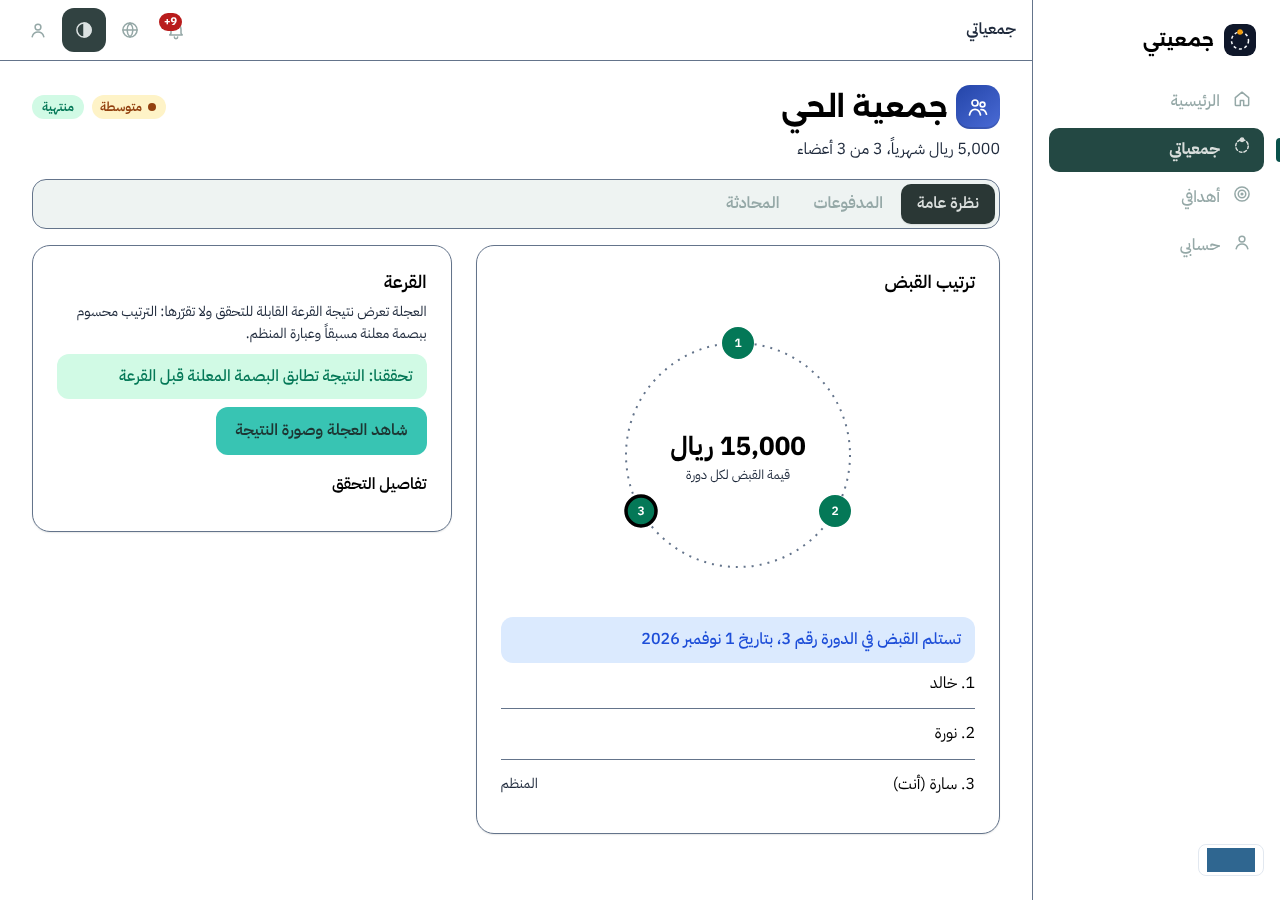 جمعيتي
الرئيسية
جمعياتي
أهدافي
حسابي
جمعياتي
+9
جمعية الحي
متوسطة
منتهية
5,000 ريال شهرياً، 3 من 3 أعضاء
نظرة عامة
المدفوعات
المحادثة
ترتيب القبض
1
15,000 ريال
قيمة القبض لكل دورة
2
3
تستلم القبض في الدورة رقم 3، بتاريخ 1 نوفمبر 2026
1. خالد
2. نورة
3. سارة (أنت)
المنظم
القرعة
العجلة تعرض نتيجة القرعة القابلة للتحقق ولا تقرّرها: الترتيب محسوم
ببصمة معلنة مسبقاً وعبارة المنظم.
تحققنا: النتيجة تطابق البصمة المعلنة قبل القرعة
شاهد العجلة وصورة النتيجة
تفاصيل التحقق